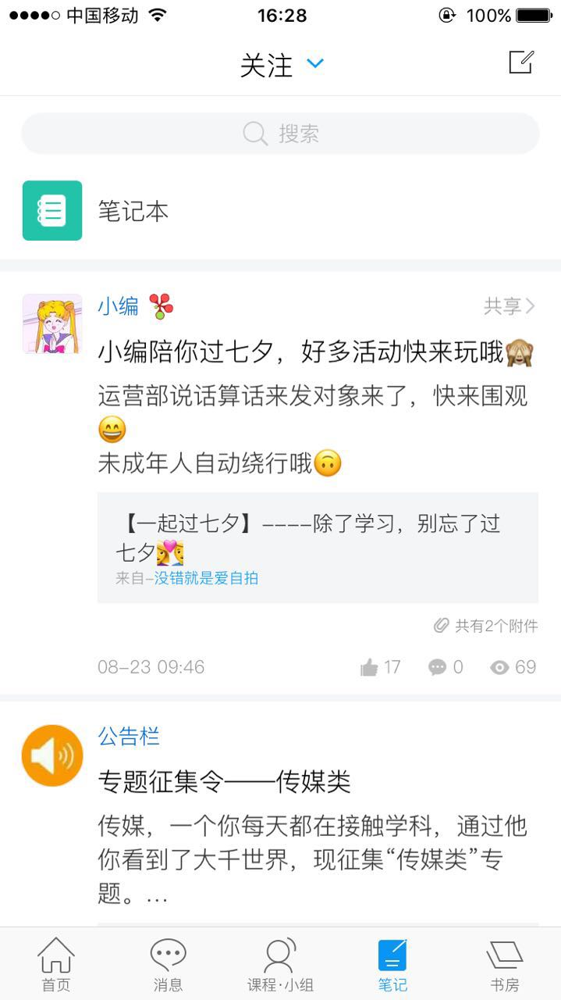 中国移动 16:28 100%
关注
搜索
笔记本
小编
共享
小编陪你过七夕，好多活动快来玩哦🙈
运营部说话算话来发对象来了，快来围观
😄
未成年人自动绕行哦🙃
【一起过七夕】----除了学习，别忘了过
七夕💏
来自-没错就是爱自拍
共有2个附件
08-23 09:46 17 0 69
公告栏
专题征集令——传媒类
传媒，一个你每天都在接触学科，通过他
你看到了大千世界，现征集“传媒类”专
题。...
首页 消息 课程·小组 笔记 书房